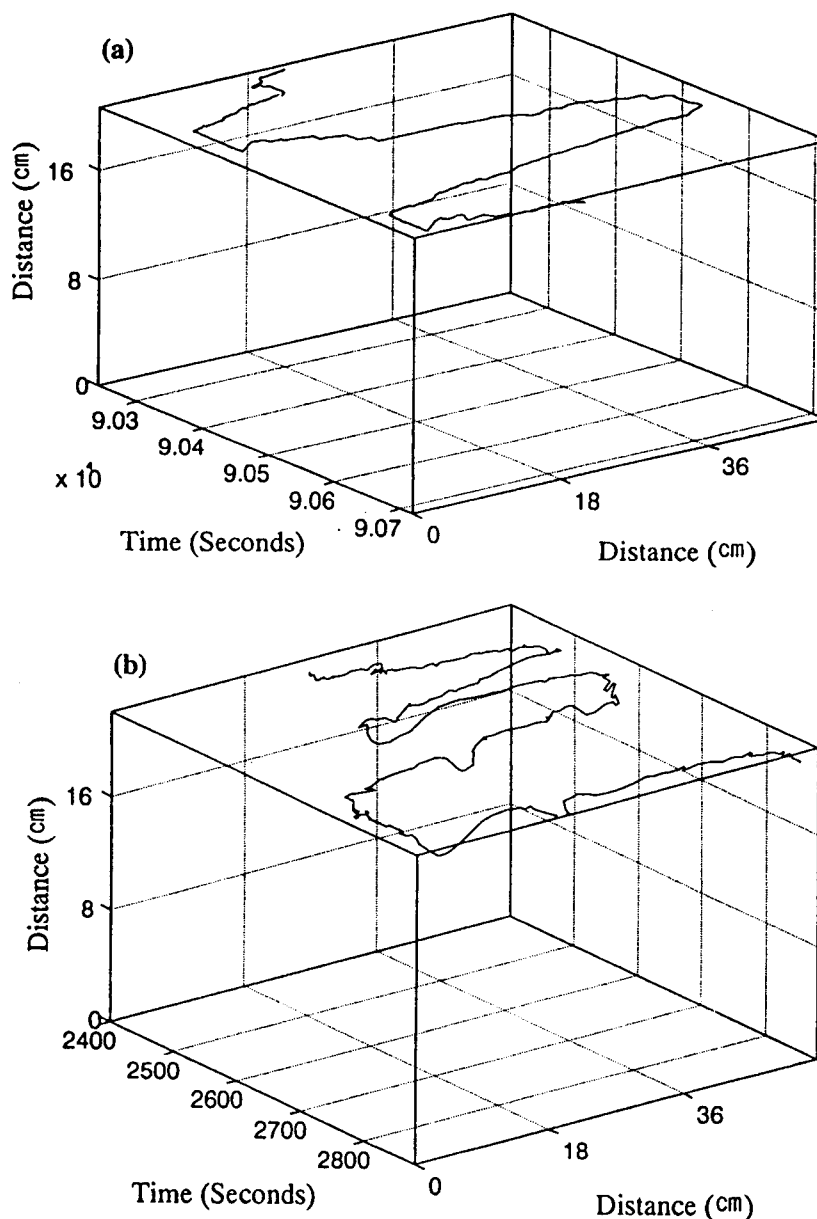 (a)
Distance (cm)
16
8
0
9.03
9.04
9.05
9.06
9.07
x 10⁴
Time (Seconds)
0
18
36
Distance (cm)
(b)
Distance (cm)
16
8
0
2400
2500
2600
2700
2800
Time (Seconds)
0
18
36
Distance (cm)